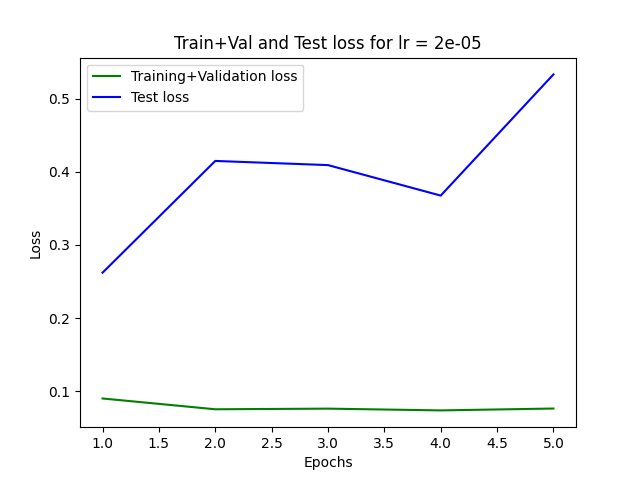 Train+Val and Test loss for lr = 2e-05
Training+Validation loss
Test loss
0.5
0.4
0.3
0.2
0.1
Loss
1.0 1.5 2.0 2.5 3.0 3.5 4.0 4.5 5.0
Epochs